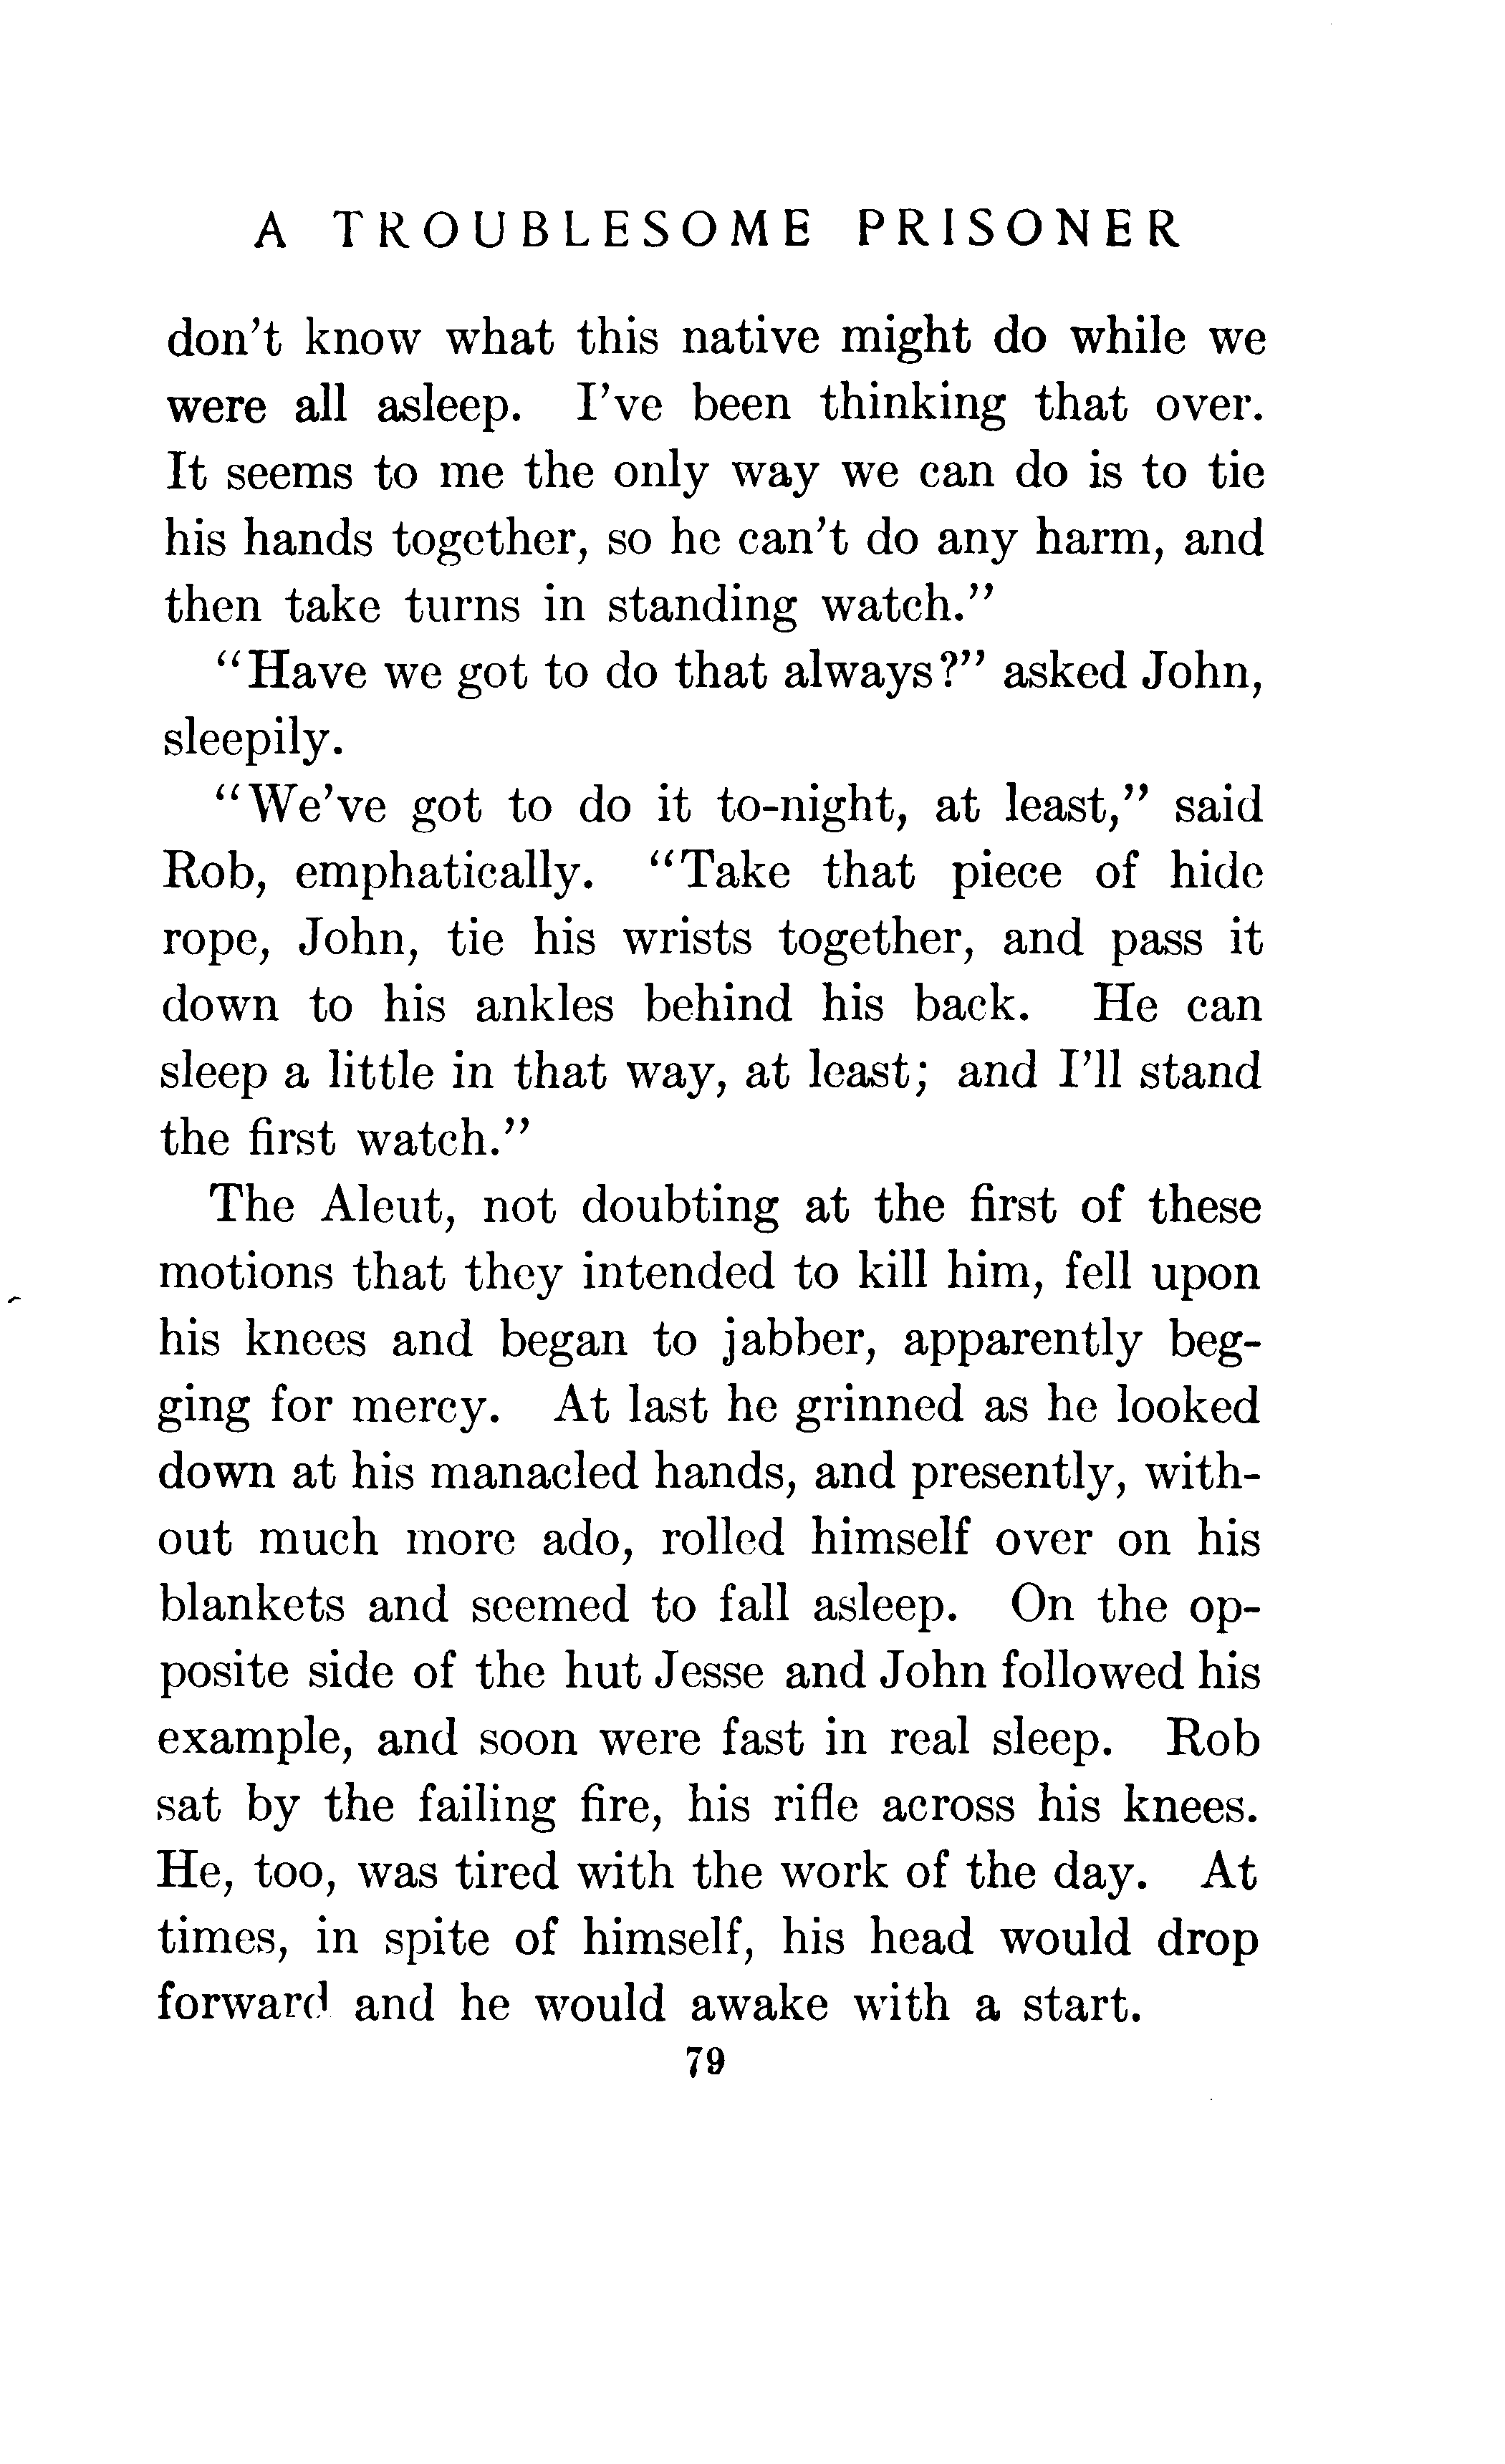 A TROUBLESOME PRISONER
don't know what this native might do while we
were all asleep. I've been thinking that over.
It seems to me the only way we can do is to tie
his hands together, so he can't do any harm, and
then take turns in standing watch."
"Have we got to do that always?" asked John,
sleepily.
"We've got to do it to-night, at least," said
Rob, emphatically. "Take that piece of hide
rope, John, tie his wrists together, and pass it
down to his ankles behind his back. He can
sleep a little in that way, at least; and I'll stand
the first watch."
The Aleut, not doubting at the first of these
motions that they intended to kill him, fell upon
his knees and began to jabber, apparently beg-
ging for mercy. At last he grinned as he looked
down at his manacled hands, and presently, with-
out much more ado, rolled himself over on his
blankets and seemed to fall asleep. On the op-
posite side of the hut Jesse and John followed his
example, and soon were fast in real sleep. Rob
sat by the failing fire, his rifle across his knees.
He, too, was tired with the work of the day. At
times, in spite of himself, his head would drop
forward and he would awake with a start.
79